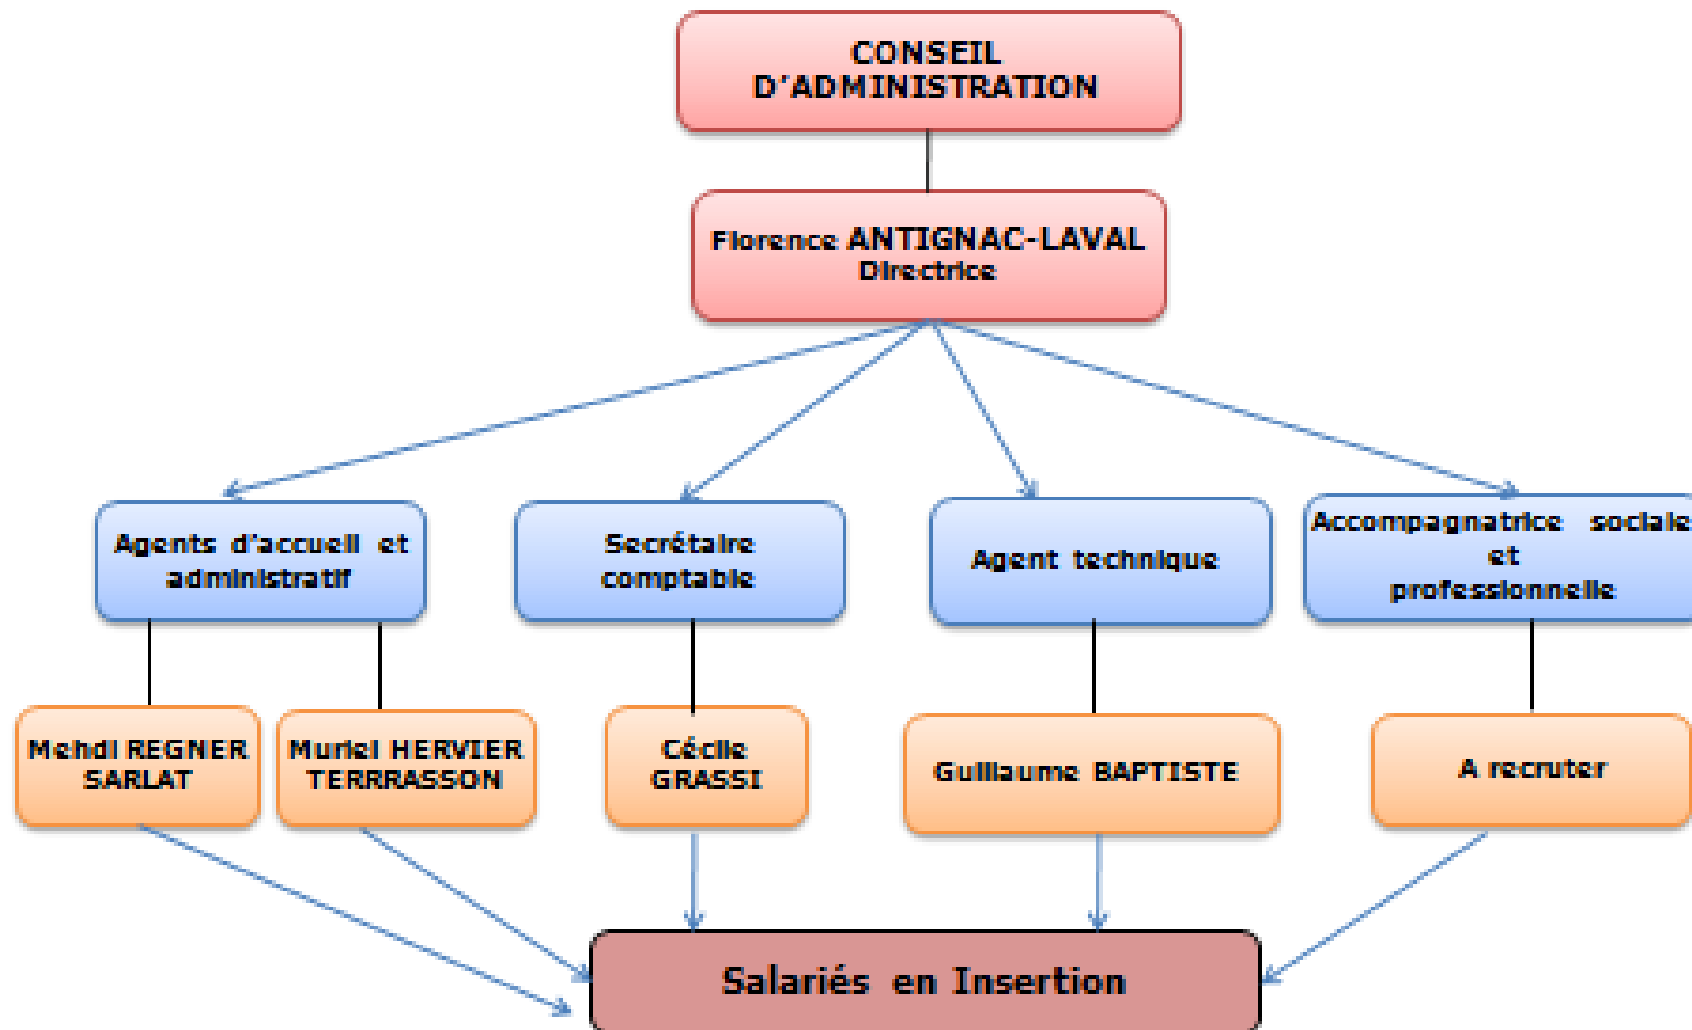 CONSEIL
D'ADMINISTRATION
Florence ANTIGNAC-LAVAL
Directrice
Agents d'accueil et
administratif
Secrétaire
comptable
Agent technique
Accompagnatrice sociale
et
professionnelle
Mehdi REGNER
SARLAT
Muriel HERVIER
TERRRASSON
Cécile
GRASSI
Guillaume BAPTISTE
A recruter
Salariés en Insertion